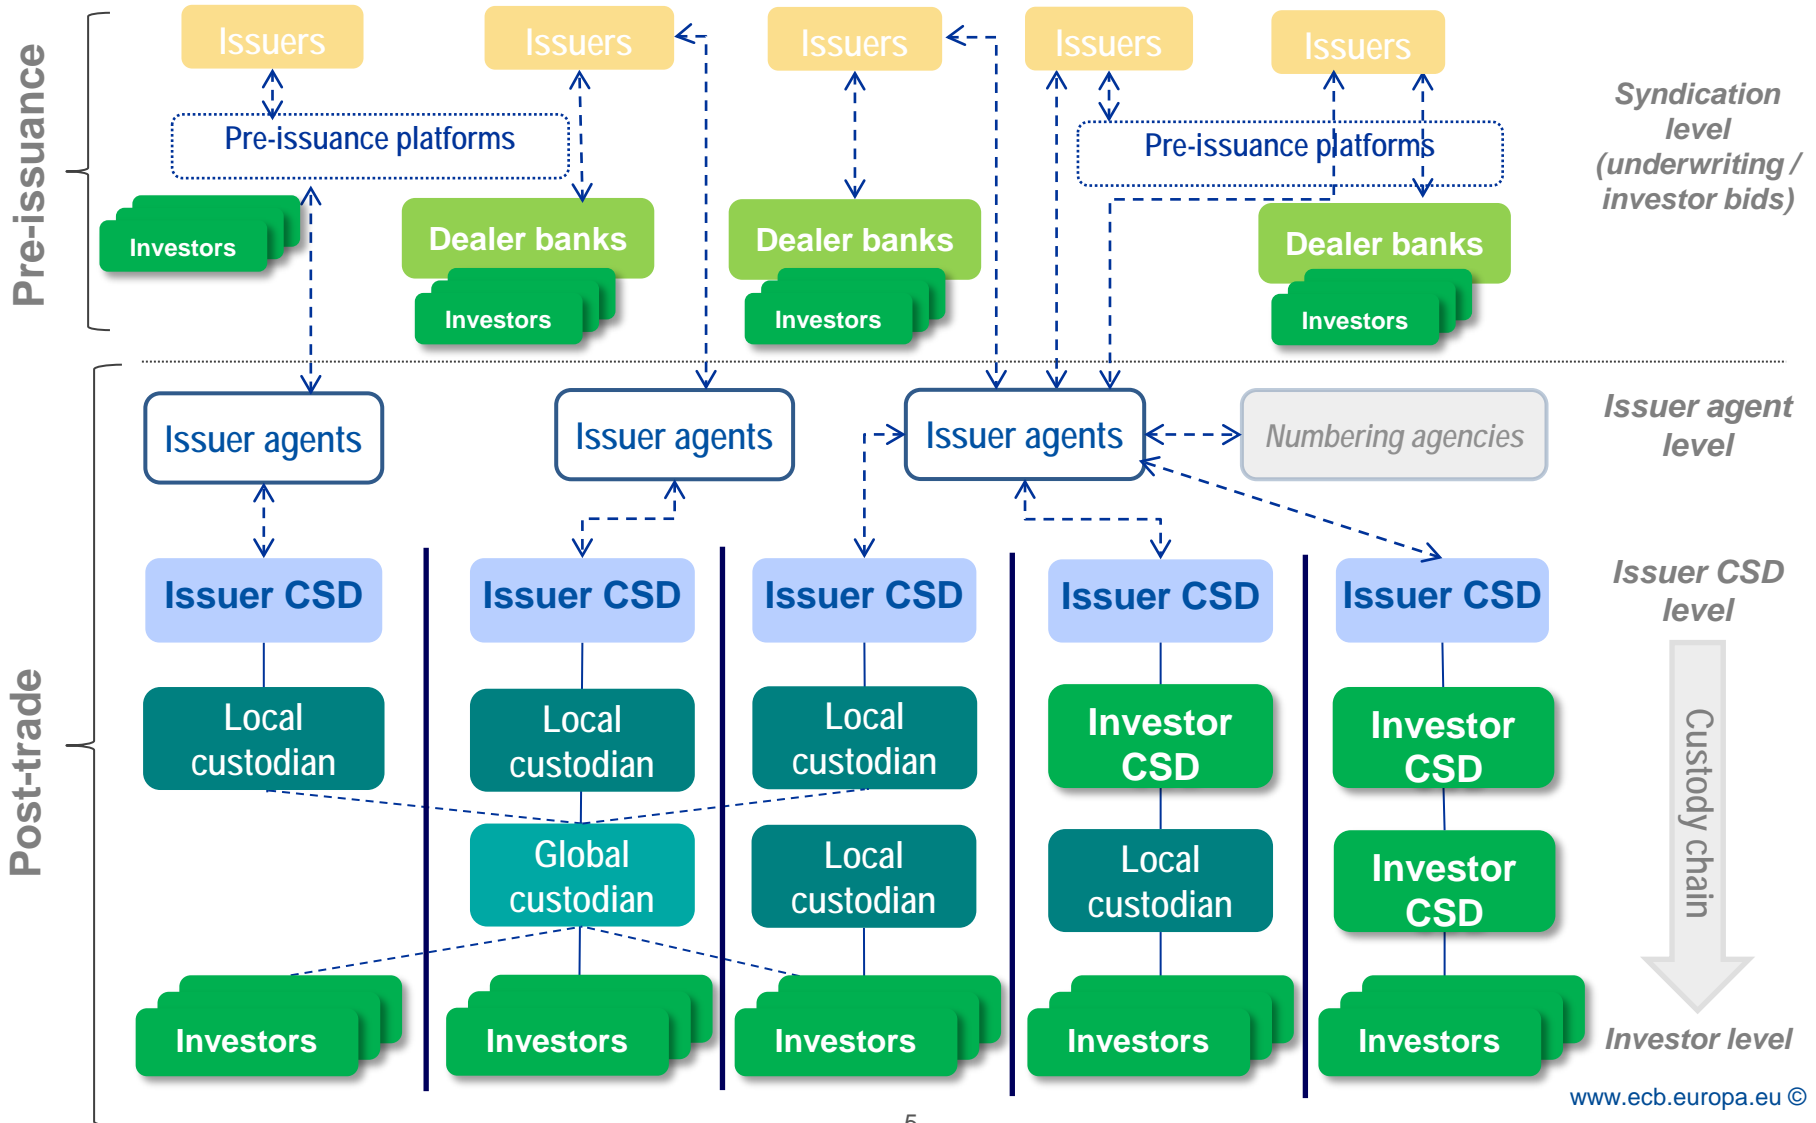 Pre-issuance
Issuers
Issuers
Issuers
Issuers
Issuers
Syndication
level
(underwriting /
investor bids)
Pre-issuance platforms
Pre-issuance platforms
Investors
Dealer banks
Investors
Dealer banks
Investors
Dealer banks
Investors
Post-trade
Issuer agents
Issuer agents
Issuer agents
Numbering agencies
Issuer agent
level
Issuer CSD
Issuer CSD
Issuer CSD
Issuer CSD
Issuer CSD
Issuer CSD
level
Local
custodian
Local
custodian
Local
custodian
Investor
CSD
Investor
CSD
Custody chain
Global
custodian
Local
custodian
Local
custodian
Investor
CSD
Investors
Investors
Investors
Investors
Investors
Investor level
www.ecb.europa.eu ©
5